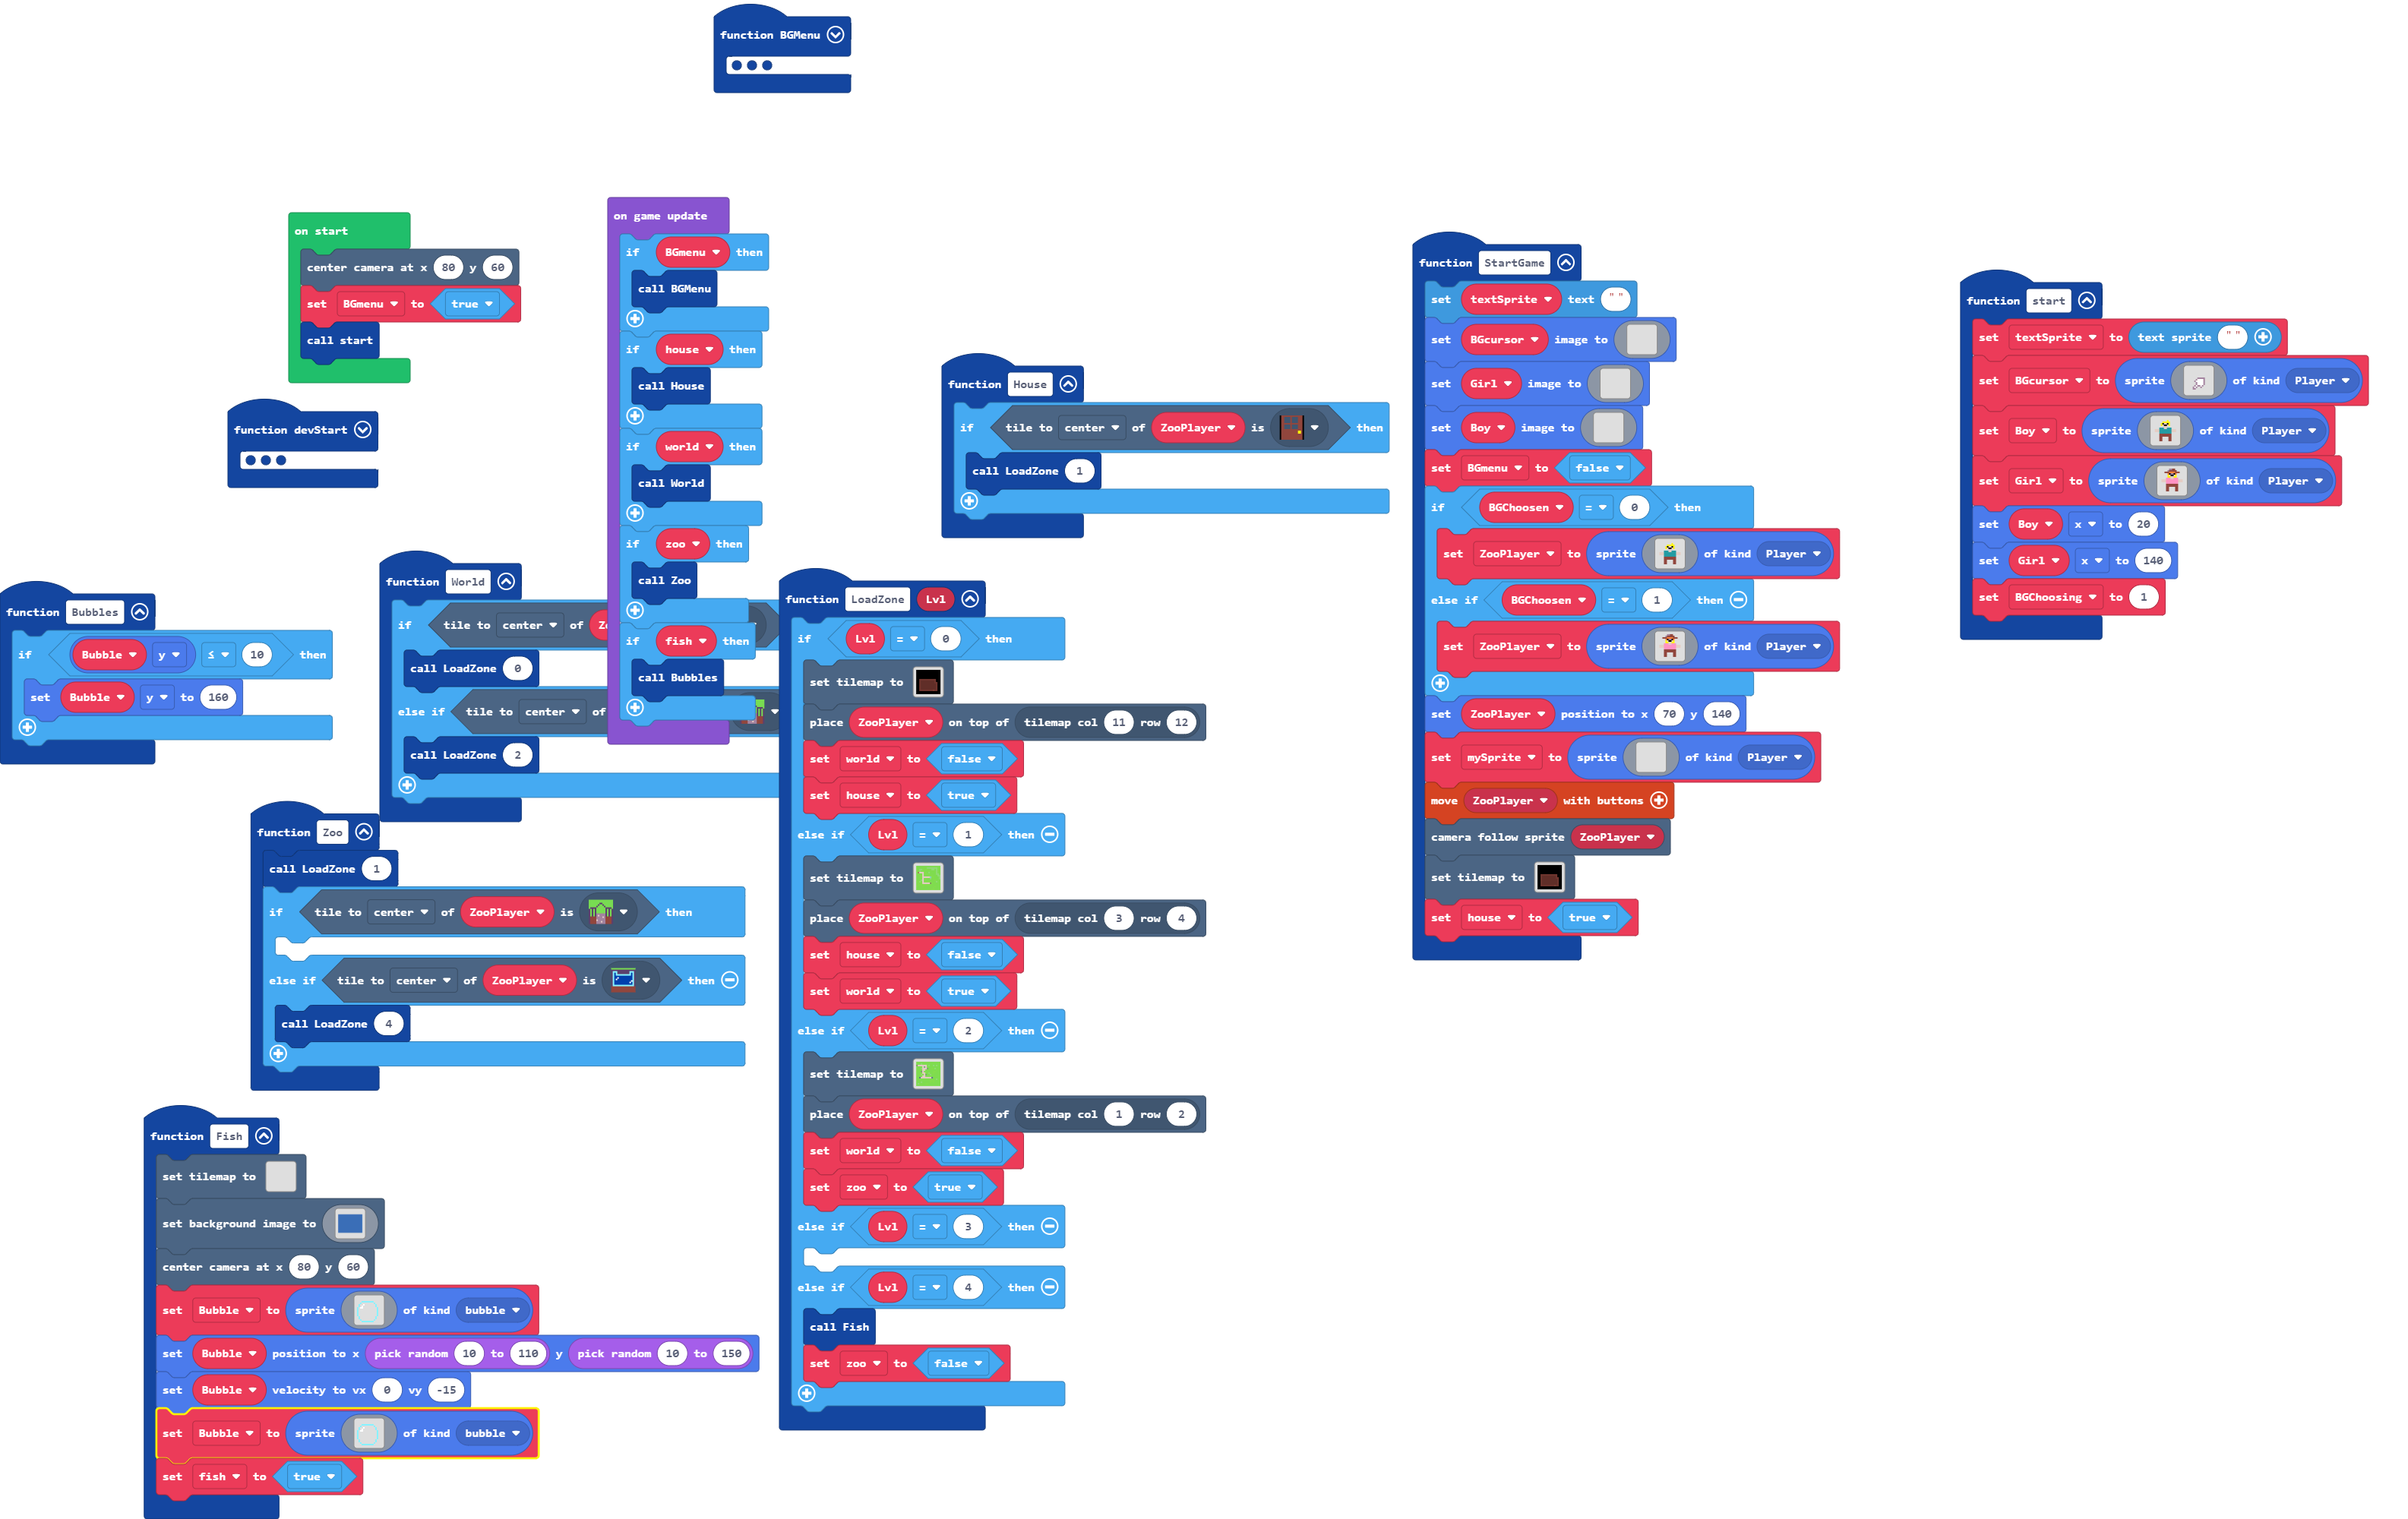 function BGMenu
on start
center camera at x 80 y 60
set BGmenu to true
call start
function devStart
on game update
if BGmenu then
call BGMenu
if house then
call House
if world then
call World
if zoo then
call Zoo
if fish then
call Bubbles
function House
if tile to center of ZooPlayer is then
call LoadZone 1
function Bubbles
if Bubble y ≤ 10 then
set Bubble y to 160
function World
if tile to center of
call LoadZone 0
else if tile to center of
call LoadZone 2
function Zoo
call LoadZone 1
if tile to center of ZooPlayer is then
else if tile to center of ZooPlayer is then
call LoadZone 4
function Fish
set tilemap to
set background image to
center camera at x 80 y 60
set Bubble to sprite of kind bubble
set Bubble position to x pick random 10 to 110 y pick random 10 to 150
set Bubble velocity to vx 0 vy -15
set Bubble to sprite of kind bubble
set fish to true
function LoadZone Lvl
if Lvl = 0 then
set tilemap to
place ZooPlayer on top of tilemap col 11 row 12
set world to false
set house to true
else if Lvl = 1 then
set tilemap to
place ZooPlayer on top of tilemap col 3 row 4
set house to false
set world to true
else if Lvl = 2 then
set tilemap to
place ZooPlayer on top of tilemap col 1 row 2
set world to false
set zoo to true
else if Lvl = 3 then
else if Lvl = 4 then
call Fish
set zoo to false
function StartGame
set textSprite text " "
set BGcursor image to
set Girl image to
set Boy image to
set BGmenu to false
if BGChoosen = 0 then
set ZooPlayer to sprite of kind Player
else if BGChoosen = 1 then
set ZooPlayer to sprite of kind Player
set ZooPlayer position to x 70 y 140
set mySprite to sprite of kind Player
move ZooPlayer with buttons
camera follow sprite ZooPlayer
set tilemap to
set house to true
function start
set textSprite to text sprite " "
set BGcursor to sprite of kind Player
set Boy to sprite of kind Player
set Girl to sprite of kind Player
set Boy x to 20
set Girl x to 140
set BGChoosing to 1